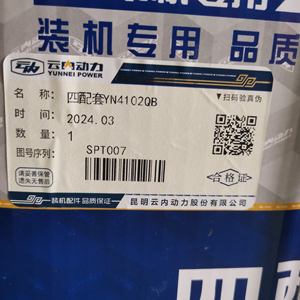 装机专用 品质
云内动力
YUNNEI POWER
扫码验真伪
名称: 四配套YN4102QB
时间: 2024.03
数量: 1
图号序列: SPT007
请妥善保管
遗失无售后
合格证
装机配件品质保证
昆明云内动力股份有限公司